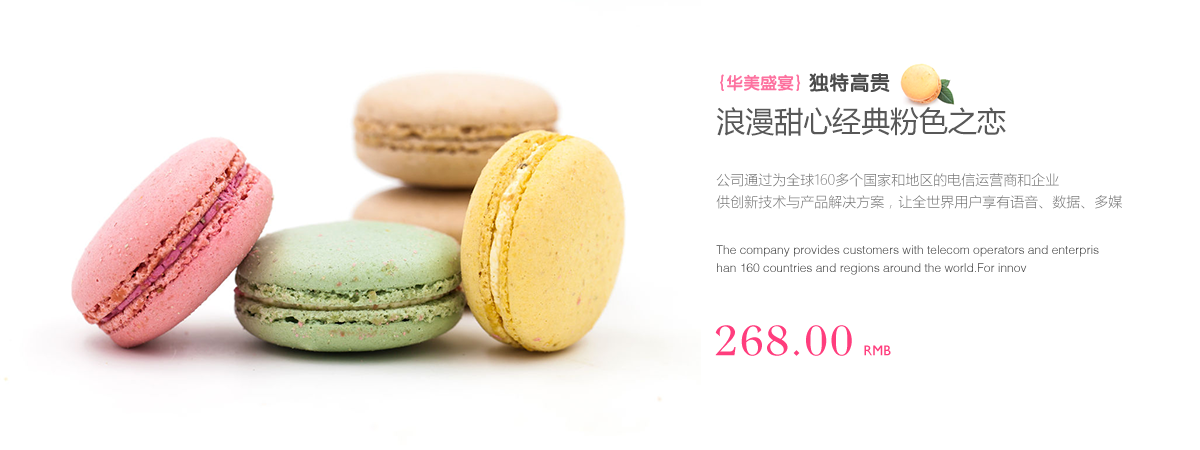 {华美盛宴} 独特高贵
浪漫甜心经典粉色之恋
公司通过为全球160多个国家和地区的电信运营商和企业
供创新技术与产品解决方案，让全世界用户享有语音、数据、多媒
The company provides customers with telecom operators and enterpris
han 160 countries and regions around the world.For innov
268.00 RMB